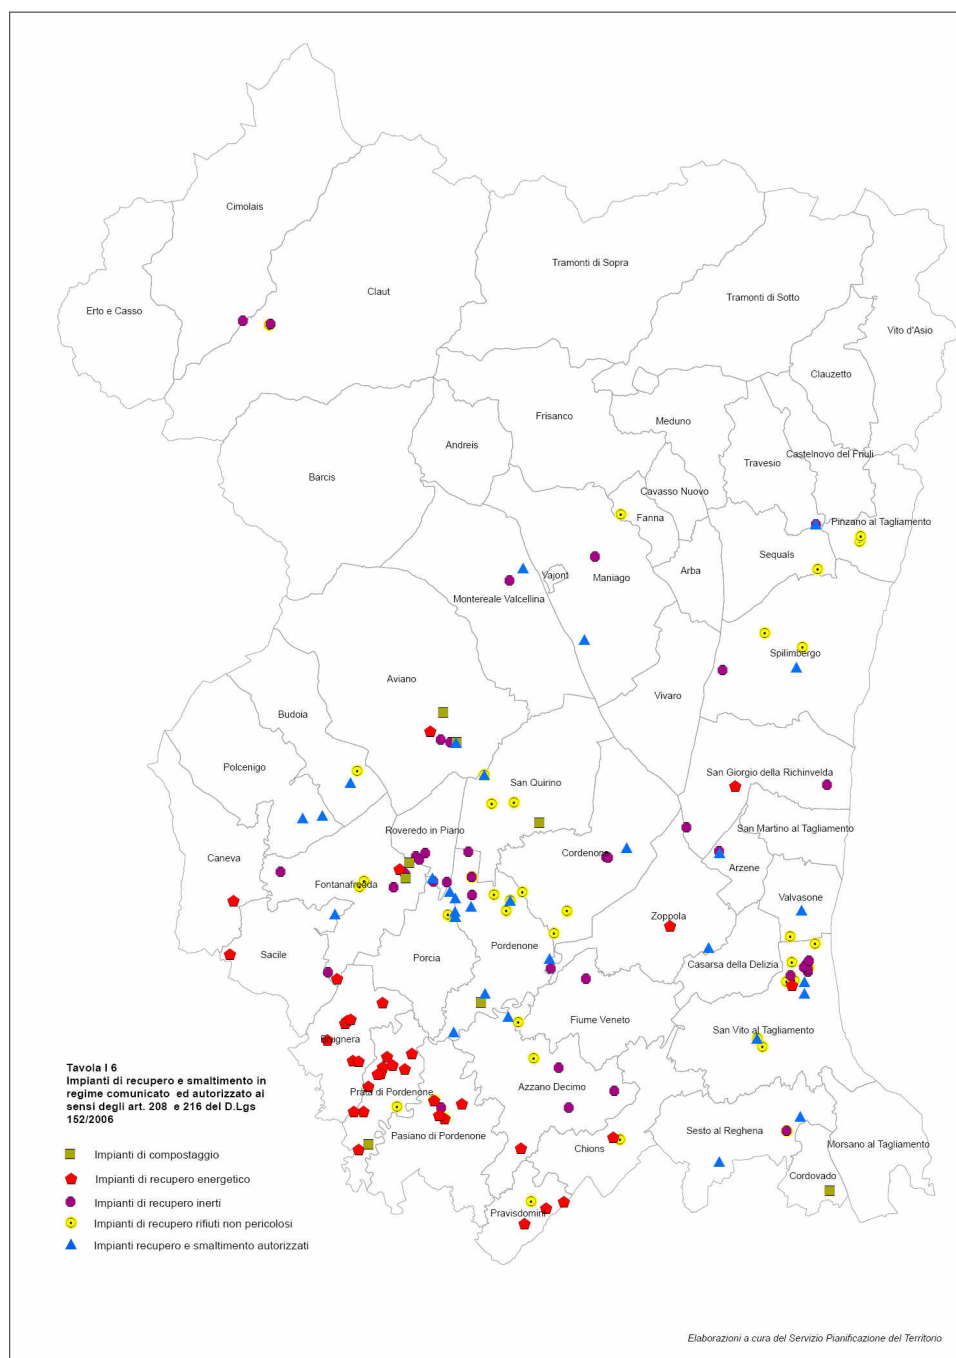 Cimolais
Claut
Tramonti di Sopra
Tramonti di Sotto
Erto e Casso
Vito d'Asio
Clauzetto
Frisanco
Meduno
Andreis
Travesio
Castelnovo del Friuli
Barcis
Cavasso Nuovo
Fanna
Pinzano al Tagliamento
Sequals
Vajont
Maniago
Arba
Montereale Valcellina
Spilimbergo
Aviano
Vivaro
Budoia
Polcenigo
San Quirino
San Giorgio della Richinvelda
Roveredo in Piano
San Martino al Tagliamento
Caneva
Cordenons
Arzene
Fontanafredda
Valvasone
Zoppola
Pordenone
Sacile
Porcia
Casarsa della Delizia
Fiume Veneto
San Vito al Tagliamento
Brugnera
Azzano Decimo
Prata di Pordenone
Pasiano di Pordenone
Sesto al Reghena
Morsano al Tagliamento
Chions
Cordovado
Pravisdomini
Tavola I 6
Impianti di recupero e smaltimento in
regime comunicato ed autorizzato ai
sensi degli art. 208 e 216 del D.Lgs
152/2006
Impianti di compostaggio
Impianti di recupero energetico
Impianti di recupero inerti
Impianti di recupero rifiuti non pericolosi
Impianti recupero e smaltimento autorizzati
Elaborazioni a cura del Servizio Pianificazione del Territorio